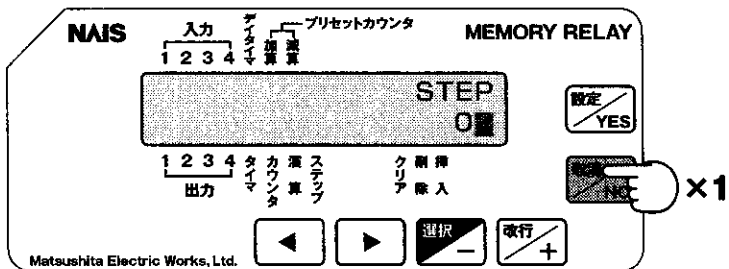 NAIS
入力
1 2 3 4
デイタイマ
加算
減算
プリセットカウンタ
MEMORY RELAY
STEP
0
設定
YES
1 2 3 4
出力
タイマ
カウンタ
演算
ステップ
クリア
削除
挿入
取消
NO
×1
◀
▶
選択
−
改行
+
Matsushita Electric Works, Ltd.